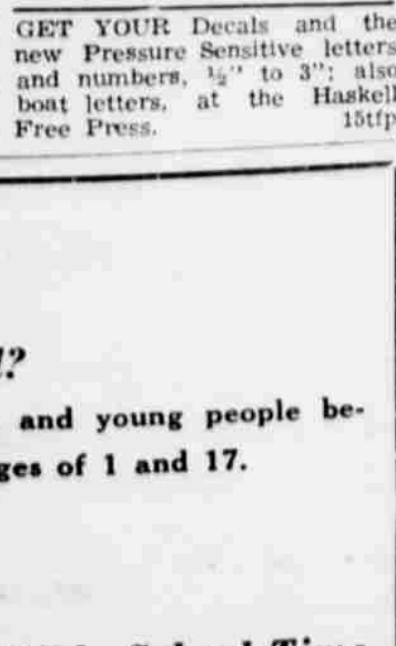 GET YOUR Decals and the
new Pressure Sensitive letters
and numbers, ½" to 3"; also
boat letters, at the Haskell
Free Press. 15tfp
?
and young people be-
ges of 1 and 17.